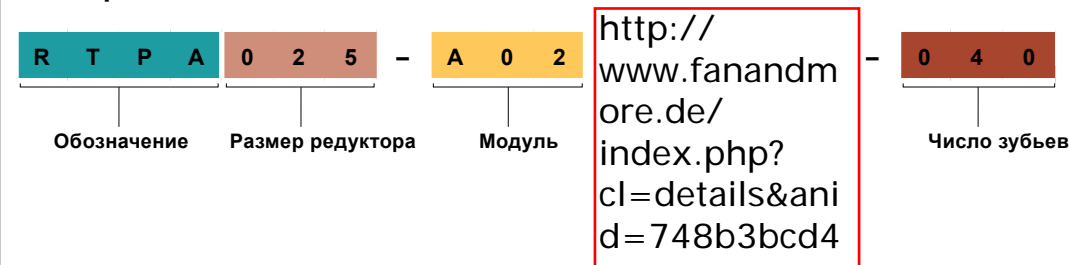 R T P A 0 2 5 – A 0 2 – 0 4 0
http://
www.fanandm
ore.de/
index.php?
cl=details&ani
d=748b3bcd4
Обозначение Размер редуктора Модуль Число зубьев